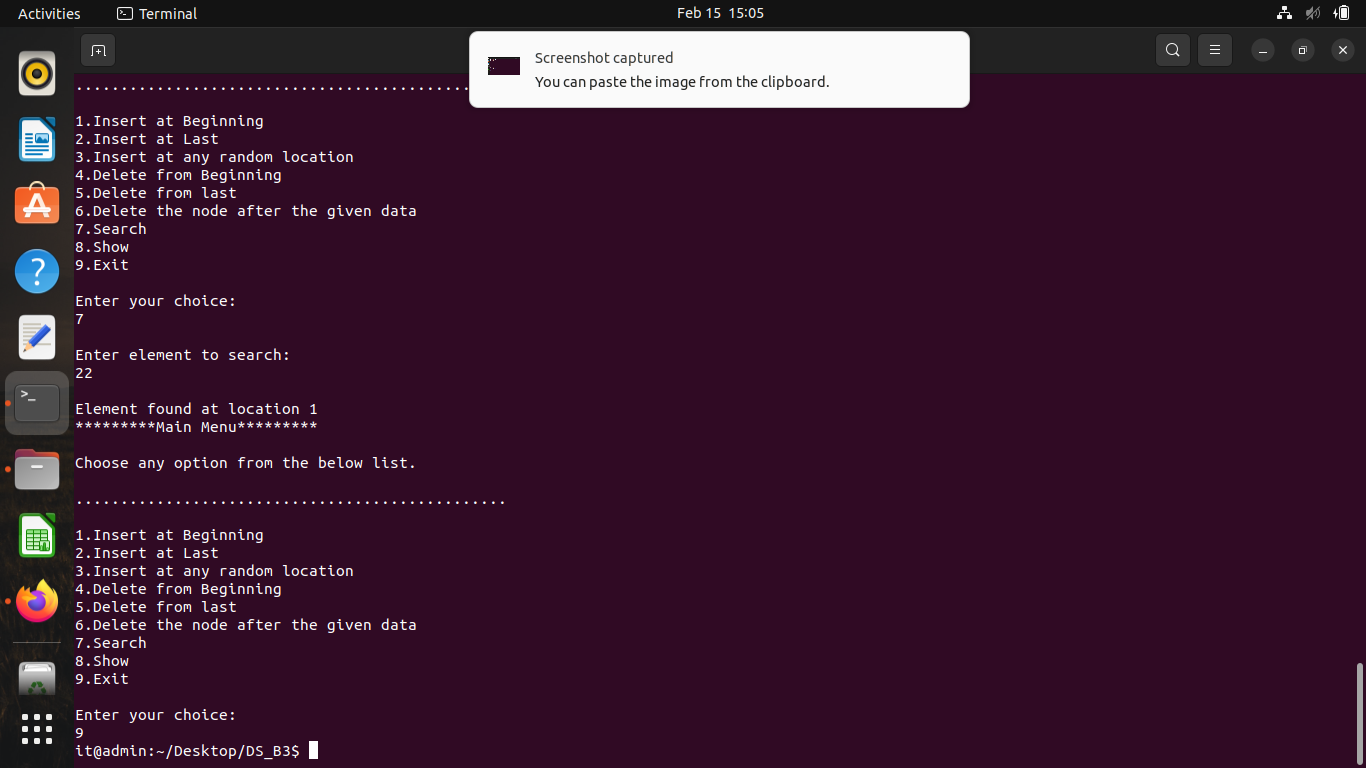 Activities
Terminal
Feb 15 15:05
Screenshot captured
You can paste the image from the clipboard.
............................................
1.Insert at Beginning
2.Insert at Last
3.Insert at any random location
4.Delete from Beginning
5.Delete from last
6.Delete the node after the given data
7.Search
8.Show
9.Exit
Enter your choice:
7
Enter element to search:
22
Element found at location 1
*********Main Menu*********
Choose any option from the below list.
................................................
1.Insert at Beginning
2.Insert at Last
3.Insert at any random location
4.Delete from Beginning
5.Delete from last
6.Delete the node after the given data
7.Search
8.Show
9.Exit
Enter your choice:
9
it@admin:~/Desktop/DS_B3$